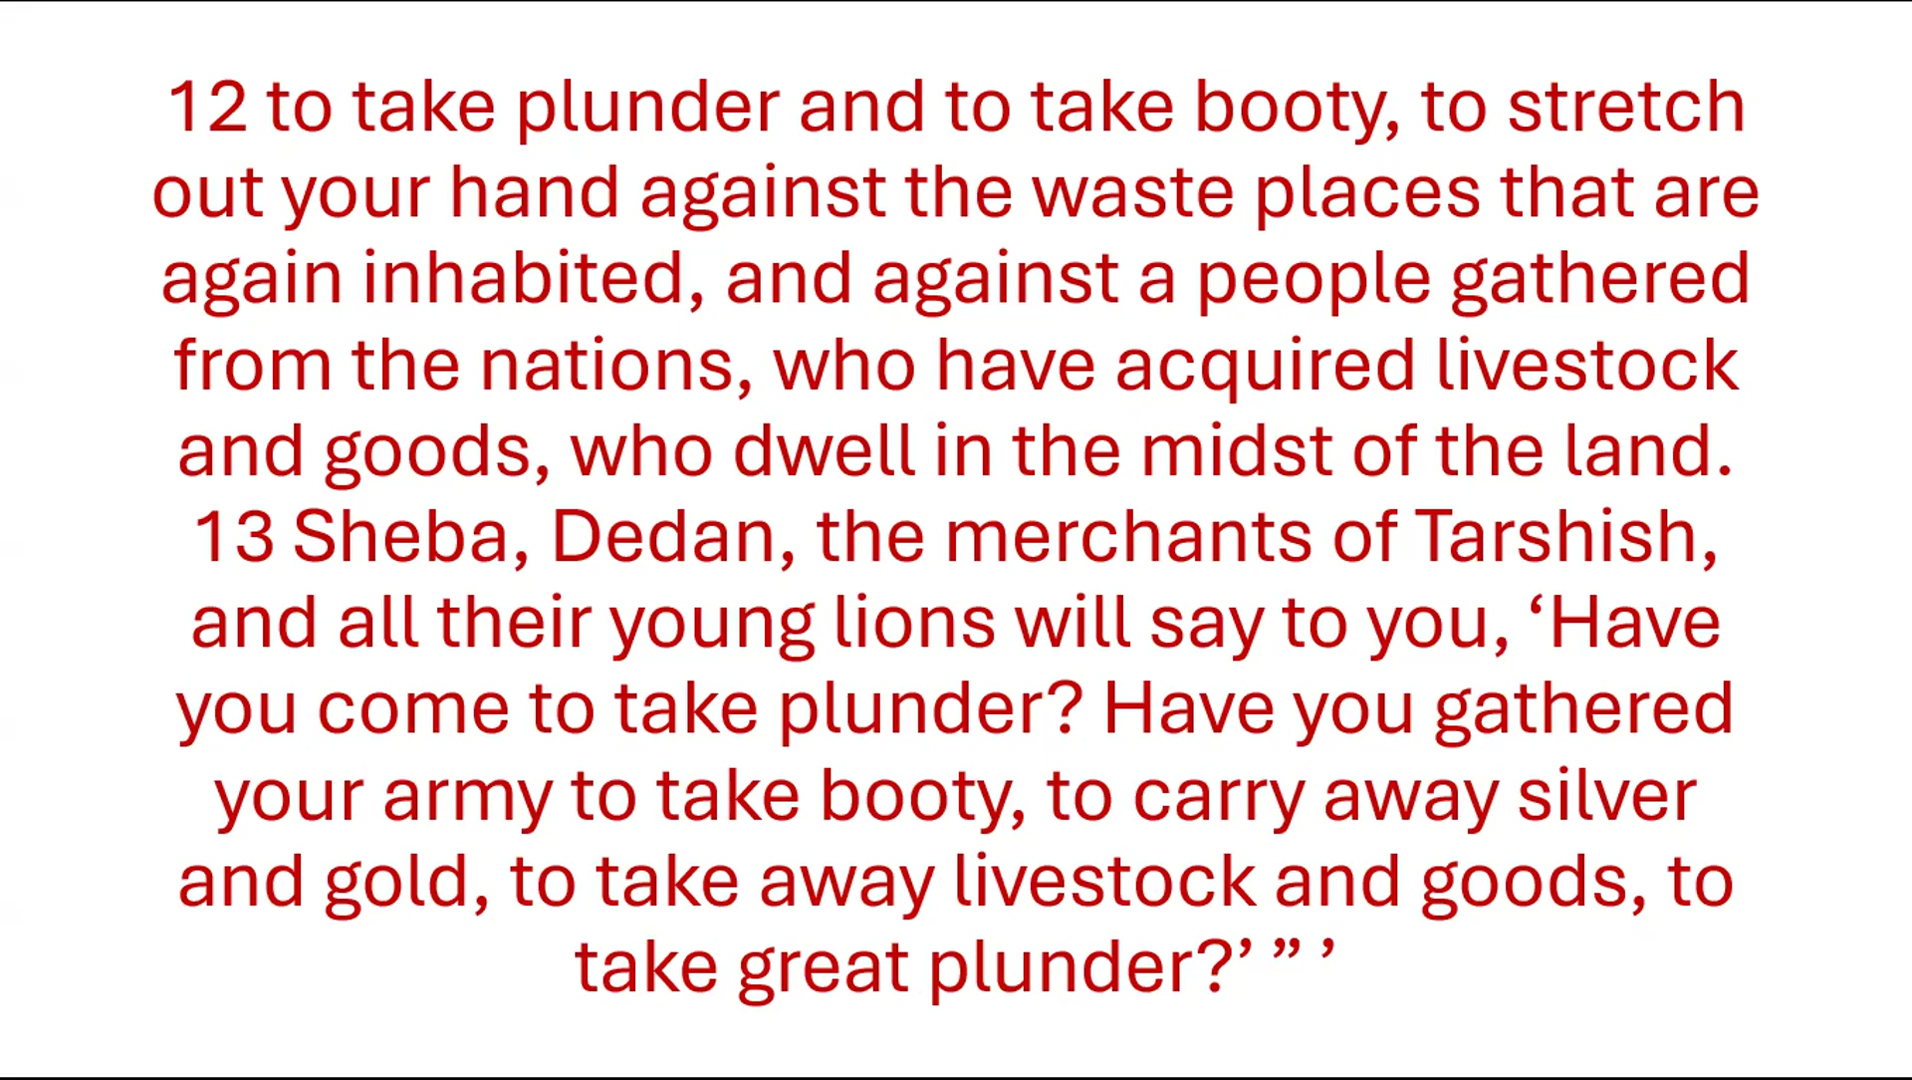 12 to take plunder and to take booty, to stretch
out your hand against the waste places that are
again inhabited, and against a people gathered
from the nations, who have acquired livestock
and goods, who dwell in the midst of the land.
13 Sheba, Dedan, the merchants of Tarshish,
and all their young lions will say to you, ‘Have
you come to take plunder? Have you gathered
your army to take booty, to carry away silver
and gold, to take away livestock and goods, to
take great plunder?’ ” ’